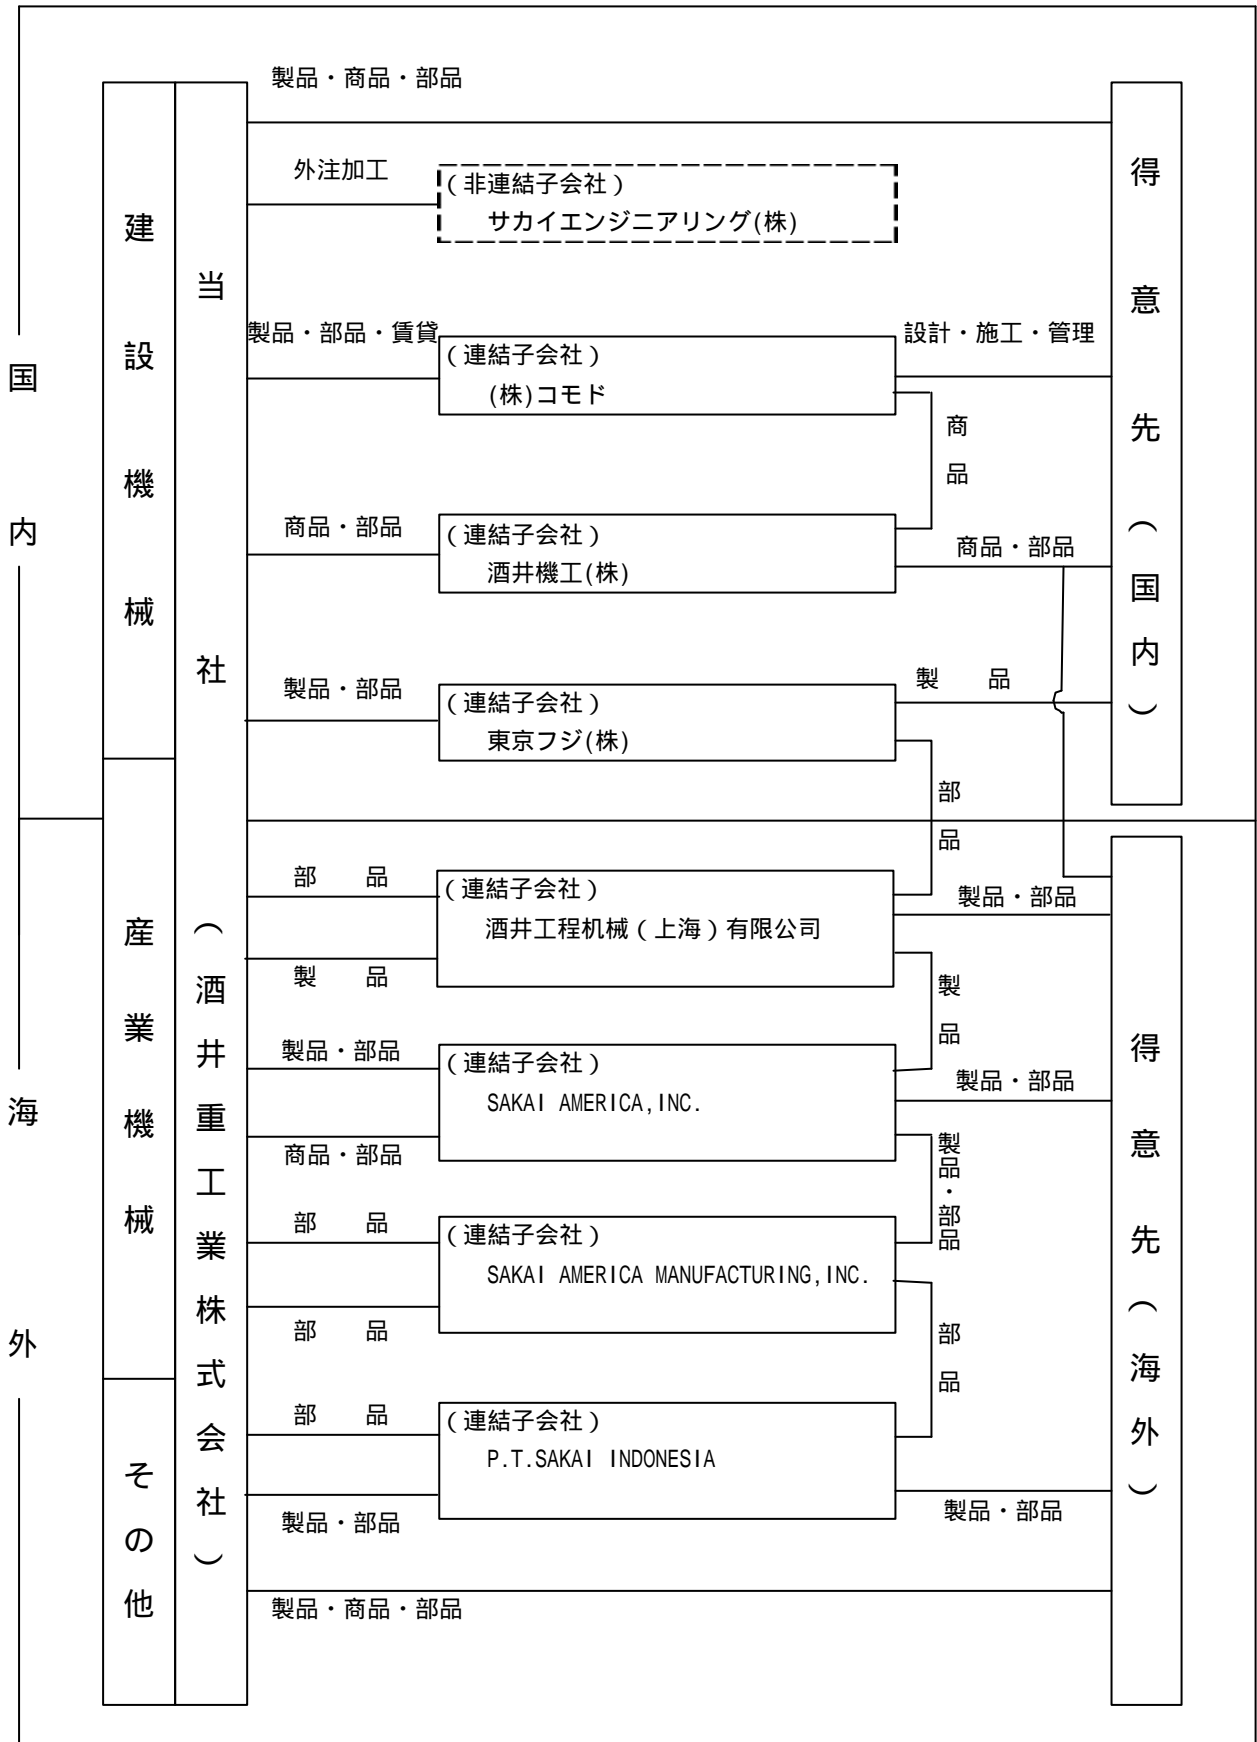 国内
海外
建設機械
産業機械
その他
当社(酒井重工業株式会社)
製品・商品・部品
外注加工
(非連結子会社)
サカイエンジニアリング(株)
製品・部品・賃貸
(連結子会社)
(株)コモド
設計・施工・管理
商品
商品・部品
(連結子会社)
酒井機工(株)
商品・部品
製品・部品
(連結子会社)
東京フジ(株)
製 品
部品
部 品
製 品
(連結子会社)
酒井工程机械(上海)有限公司
製品・部品
製品
製品・部品
商品・部品
(連結子会社)
SAKAI AMERICA,INC.
製品・部品
製品・部品
部 品
部 品
(連結子会社)
SAKAI AMERICA MANUFACTURING,INC.
部品
部 品
製品・部品
(連結子会社)
P.T.SAKAI INDONESIA
製品・部品
製品・商品・部品
得意先(国内)
得意先(海外)